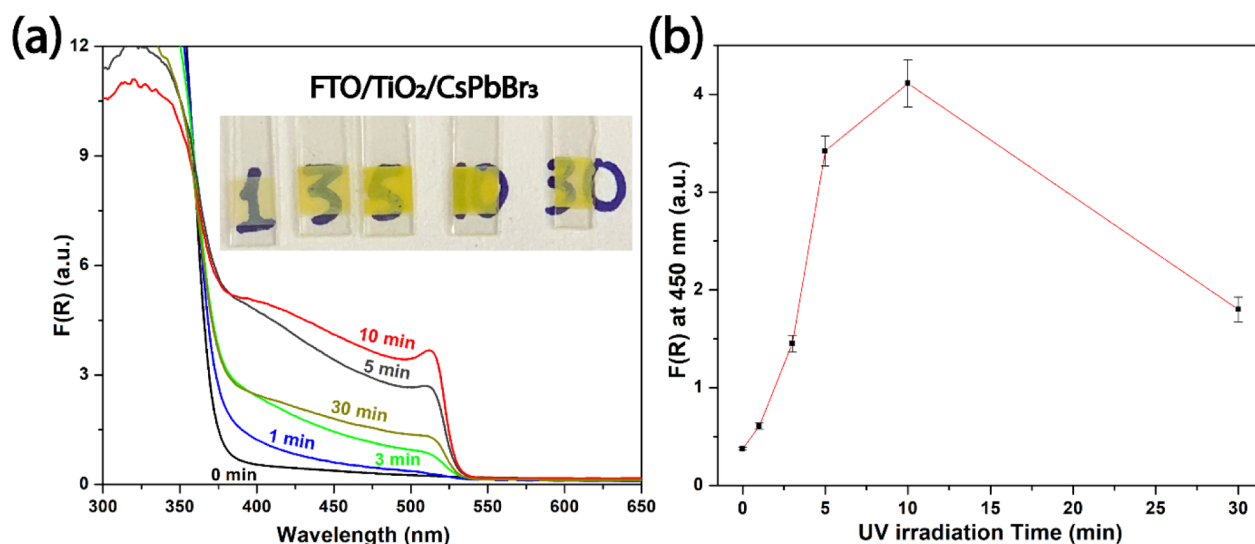 (a)
F(R) (a.u.)
12
9
6
3
0
FTO/TiO₂/CsPbBr₃
1 3 5 10 30
10 min
5 min
30 min
1 min
3 min
0 min
300 350 400 450 500 550 600 650
Wavelength (nm)
(b)
F(R) at 450 nm (a.u.)
4
3
2
1
0
0 5 10 15 20 25 30
UV irradiation Time (min)